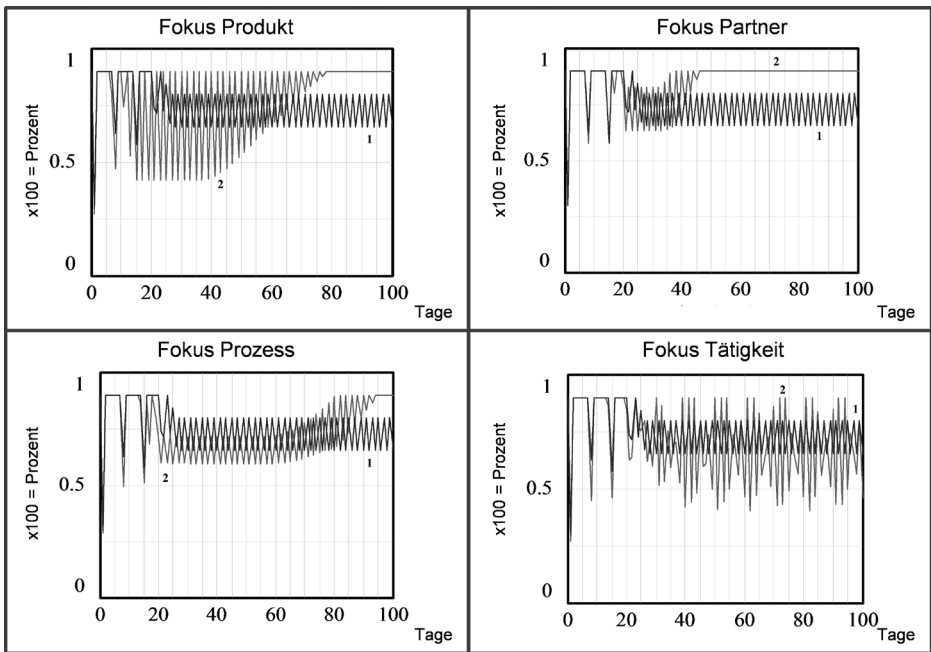 Fokus Produkt
1
0.5
0
x100 = Prozent
1
2
0 20 40 60 80 100
Tage
Fokus Partner
1
0.5
0
x100 = Prozent
2
1
0 20 40 60 80 100
Tage
Fokus Prozess
1
0.5
0
x100 = Prozent
2
1
0 20 40 60 80 100
Tage
Fokus Tätigkeit
1
0.5
0
x100 = Prozent
2
1
0 20 40 60 80 100
Tage